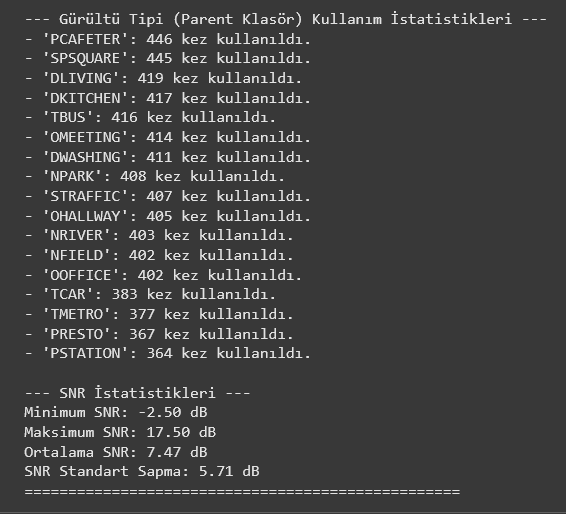 --- Gürültü Tipi (Parent Klasör) Kullanım İstatistikleri ---
- 'PCAFETER': 446 kez kullanıldı.
- 'SPSQUARE': 445 kez kullanıldı.
- 'DLIVING': 419 kez kullanıldı.
- 'DKITCHEN': 417 kez kullanıldı.
- 'TBUS': 416 kez kullanıldı.
- 'OMEETING': 414 kez kullanıldı.
- 'DWASHING': 411 kez kullanıldı.
- 'NPARK': 408 kez kullanıldı.
- 'STRAFFIC': 407 kez kullanıldı.
- 'OHALLWAY': 405 kez kullanıldı.
- 'NRIVER': 403 kez kullanıldı.
- 'NFIELD': 402 kez kullanıldı.
- 'OOFFICE': 402 kez kullanıldı.
- 'TCAR': 383 kez kullanıldı.
- 'TMETRO': 377 kez kullanıldı.
- 'PRESTO': 367 kez kullanıldı.
- 'PSTATION': 364 kez kullanıldı.
--- SNR İstatistikleri ---
Minimum SNR: -2.50 dB
Maksimum SNR: 17.50 dB
Ortalama SNR: 7.47 dB
SNR Standart Sapma: 5.71 dB
==================================================